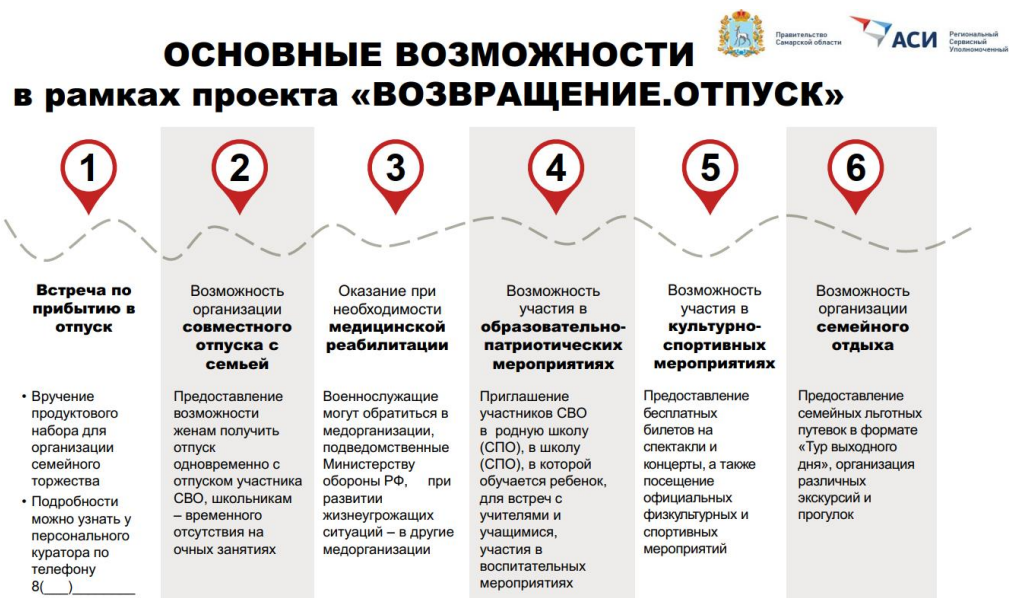 Правительство
Самарской области
АСИ
Региональный
Сервисный
Уполномоченный
ОСНОВНЫЕ ВОЗМОЖНОСТИ
в рамках проекта «ВОЗВРАЩЕНИЕ.ОТПУСК»
1
Встреча по
прибытию в
отпуск
• Вручение
продуктового
набора для
организации
семейного
торжества
• Подробности
можно узнать у
персонального
куратора по
телефону
8(___)________
2
Возможность
организации
совместного
отпуска с
семьей
Предоставление
возможности
женам получить
отпуск
одновременно с
отпуском участника
СВО, школьникам
– временного
отсутствия на
очных занятиях
3
Оказание при
необходимости
медицинской
реабилитации
Военнослужащие
могут обратиться в
медорганизации,
подведомственные
Министерству
обороны РФ, при
развитии
жизнеугрожащих
ситуаций – в другие
медорганизации
4
Возможность
участия в
образовательно-
патриотических
мероприятиях
Приглашение
участников СВО
в родную школу
(СПО), в школу
(СПО), в которой
обучается ребенок,
для встреч с
учителями и
учащимися,
участия в
воспитательных
мероприятиях
5
Возможность
участия в
культурно-
спортивных
мероприятиях
Предоставление
бесплатных
билетов на
спектакли и
концерты, а также
посещение
официальных
физкультурных и
спортивных
мероприятий
6
Возможность
организации
семейного
отдыха
Предоставление
семейных льготных
путевок в формате
«Тур выходного
дня», организация
различных
экскурсий и
прогулок